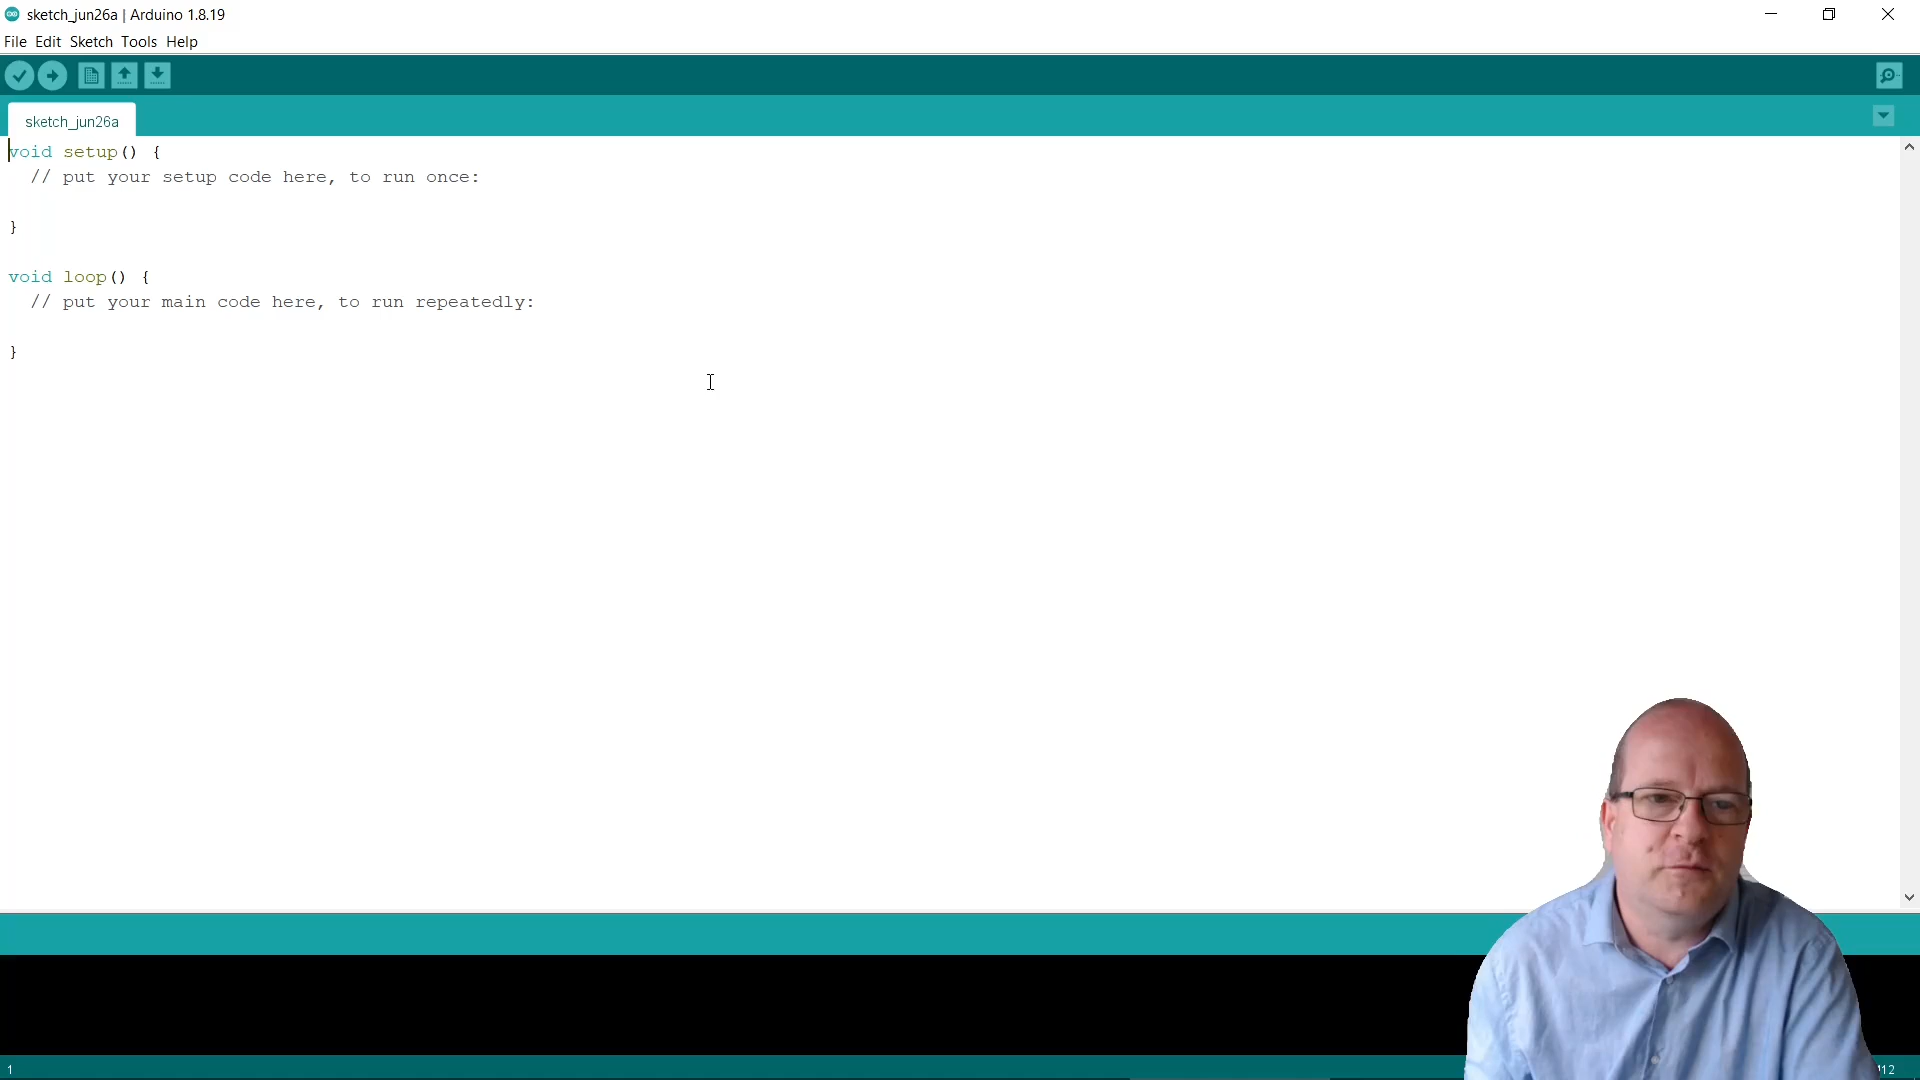 sketch_jun26a | Arduino 1.8.19
File Edit Sketch Tools Help
sketch_jun26a
void setup() {
  // put your setup code here, to run once:
}
void loop() {
  // put your main code here, to run repeatedly:
}
1